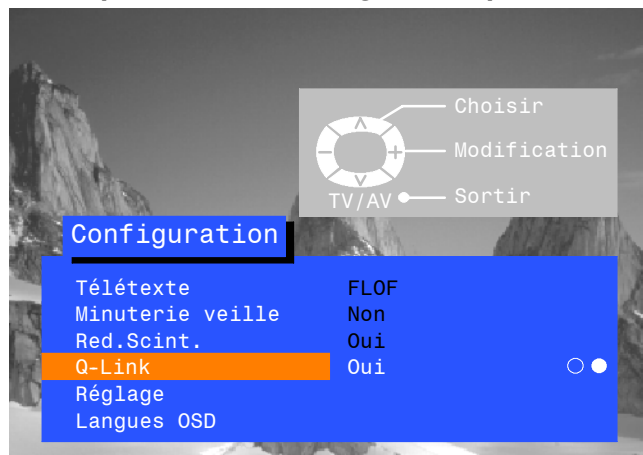 Choisir
Modification
TV/AV Sortir
Configuration
Télétexte FLOF
Minuterie veille Non
Red.Scint. Oui
Q-Link Oui
Réglage
Langues OSD